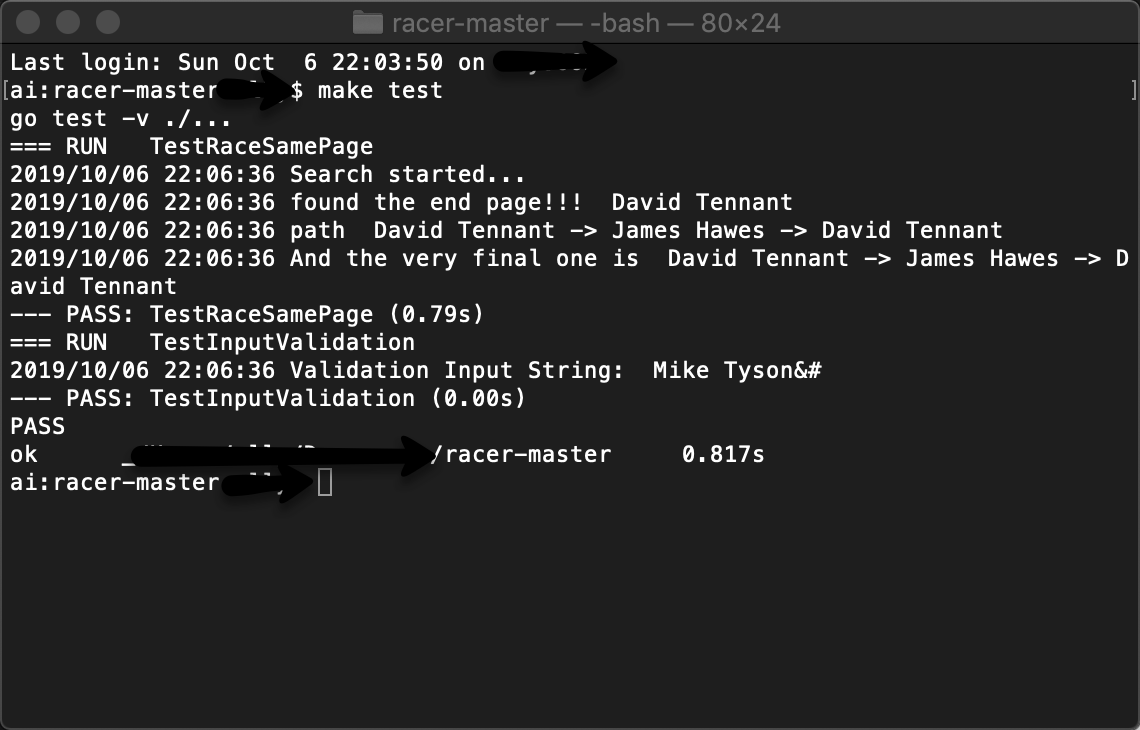 racer-master — -bash — 80×24
Last login: Sun Oct  6 22:03:50 on
[ai:racer-master $ make test ]
go test -v ./...
=== RUN   TestRaceSamePage
2019/10/06 22:06:36 Search started...
2019/10/06 22:06:36 found the end page!!!  David Tennant
2019/10/06 22:06:36 path  David Tennant -> James Hawes -> David Tennant
2019/10/06 22:06:36 And the very final one is  David Tennant -> James Hawes -> D
avid Tennant
--- PASS: TestRaceSamePage (0.79s)
=== RUN   TestInputValidation
2019/10/06 22:06:36 Validation Input String:  Mike Tyson&#
--- PASS: TestInputValidation (0.00s)
PASS
ok      /racer-master     0.817s
ai:racer-master